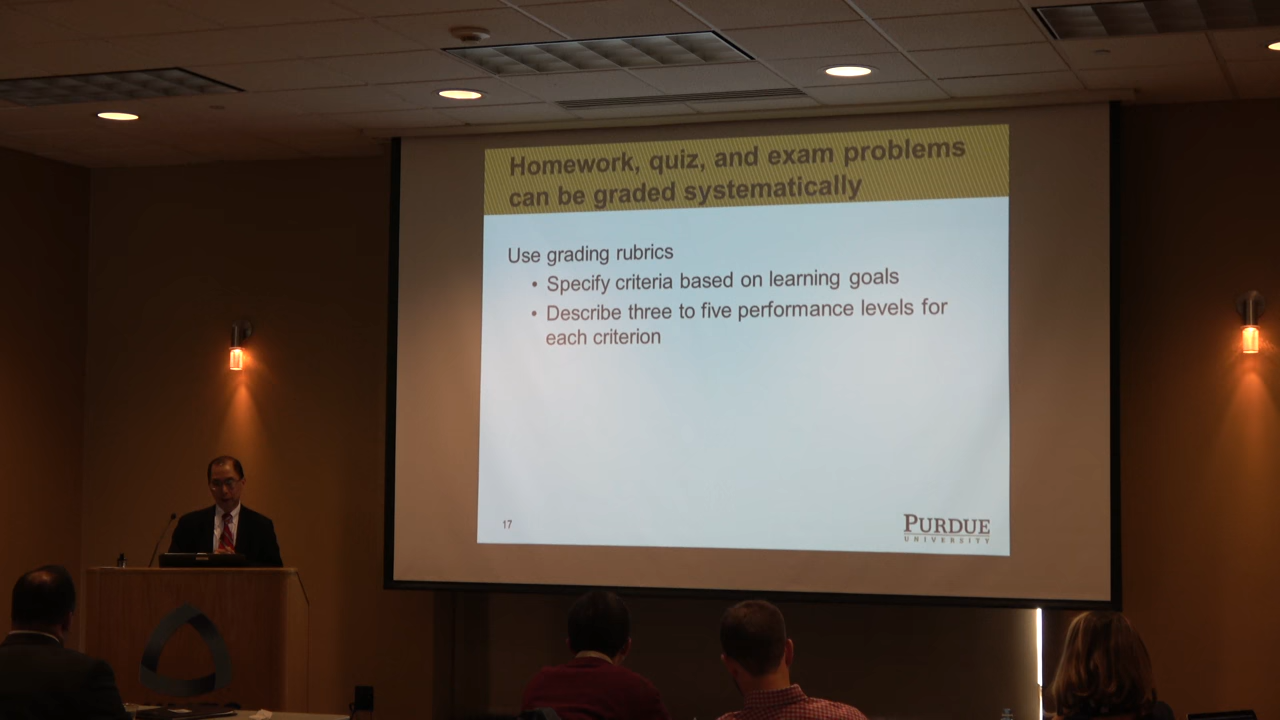 Homework, quiz, and exam problems
can be graded systematically
Use grading rubrics
• Specify criteria based on learning goals
• Describe three to five performance levels for
each criterion
17
PURDUE
UNIVERSITY